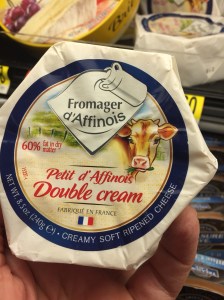 Fromager
d'Affinois
60% fat in dry
matter
Petit d'Affinois
Double cream
FABRIQUÉ EN FRANCE
NET WT. 8.5 oz (240g ℮) • CREAMY SOFT RIPENED CHEESE